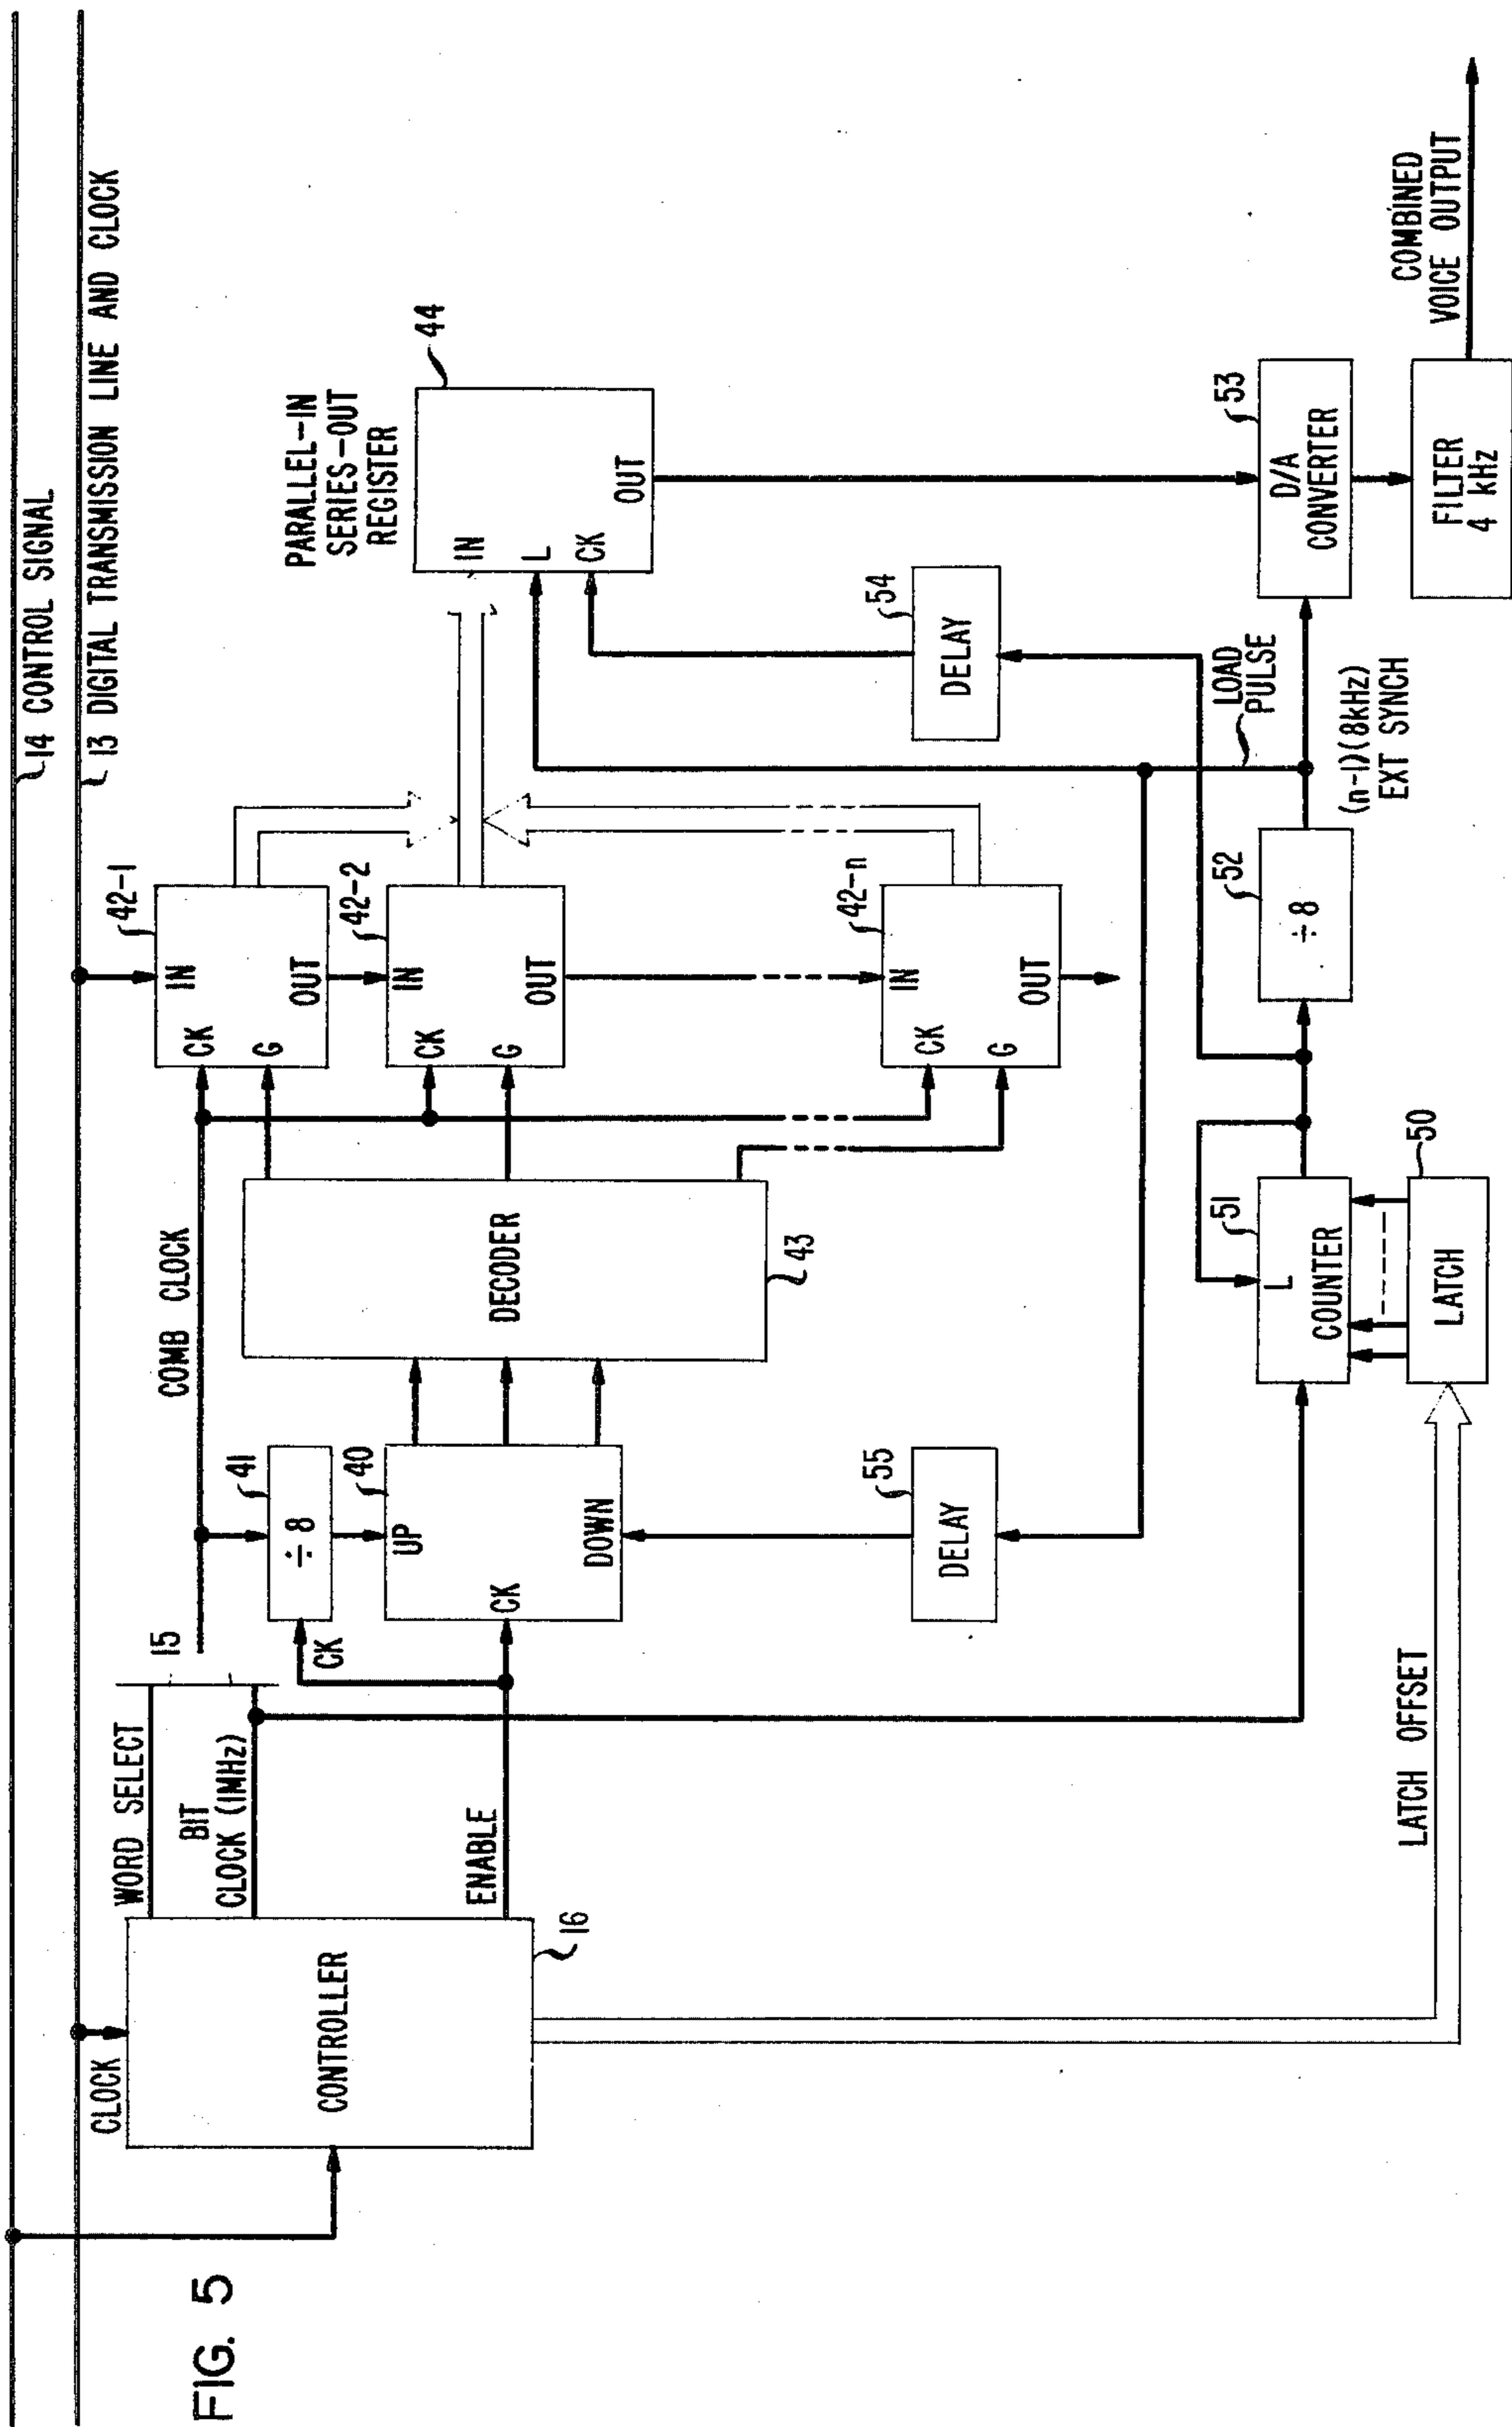 FIG. 5
14 CONTROL SIGNAL
13 DIGITAL TRANSMISSION LINE AND CLOCK
CLOCK
CONTROLLER
16
WORD SELECT
BIT
CLOCK (1MHz)
ENABLE
15
COMB CLOCK
CK
÷ 8
41
40
UP
CK
DOWN
DECODER
43
42-1
IN
CK
G
OUT
42-2
IN
CK
G
OUT
42-n
IN
CK
G
OUT
PARALLEL-IN
SERIES-OUT
REGISTER
44
IN
L
CK
OUT
DELAY
55
DELAY
54
LATCH OFFSET
LATCH
50
L
COUNTER
51
÷ 8
52
LOAD
PULSE
(n-1)(8kHz)
EXT SYNCH
D/A
CONVERTER
53
FILTER
4 kHz
COMBINED
VOICE OUTPUT